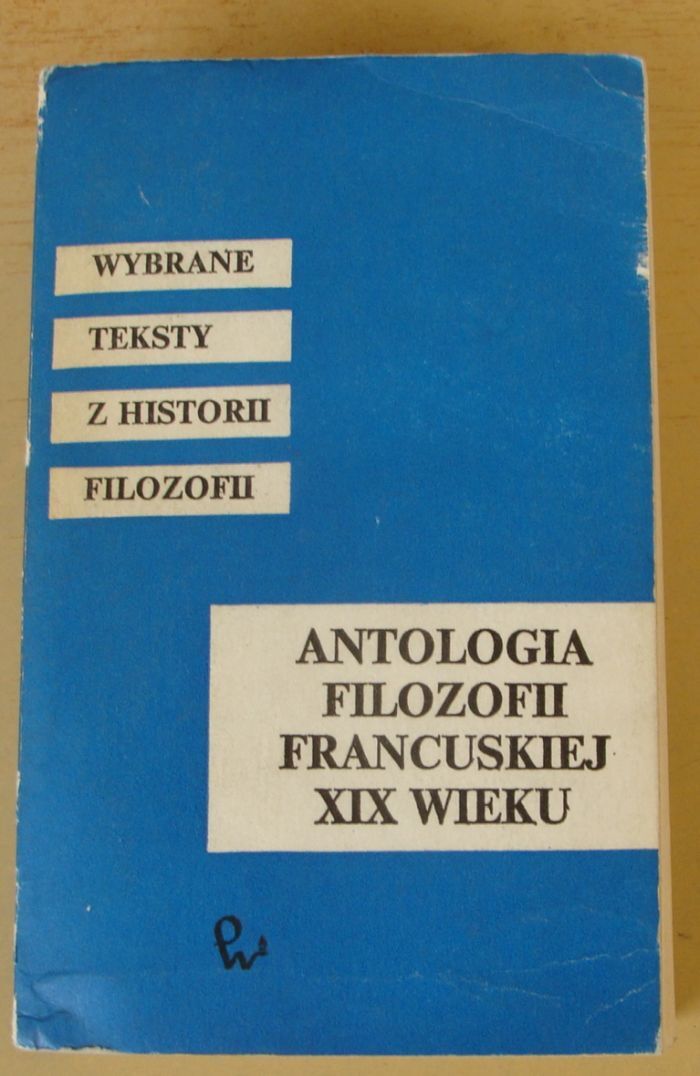 WYBRANE
TEKSTY
Z HISTORII
FILOZOFII
ANTOLOGIA
FILOZOFII
FRANCUSKIEJ
XIX WIEKU